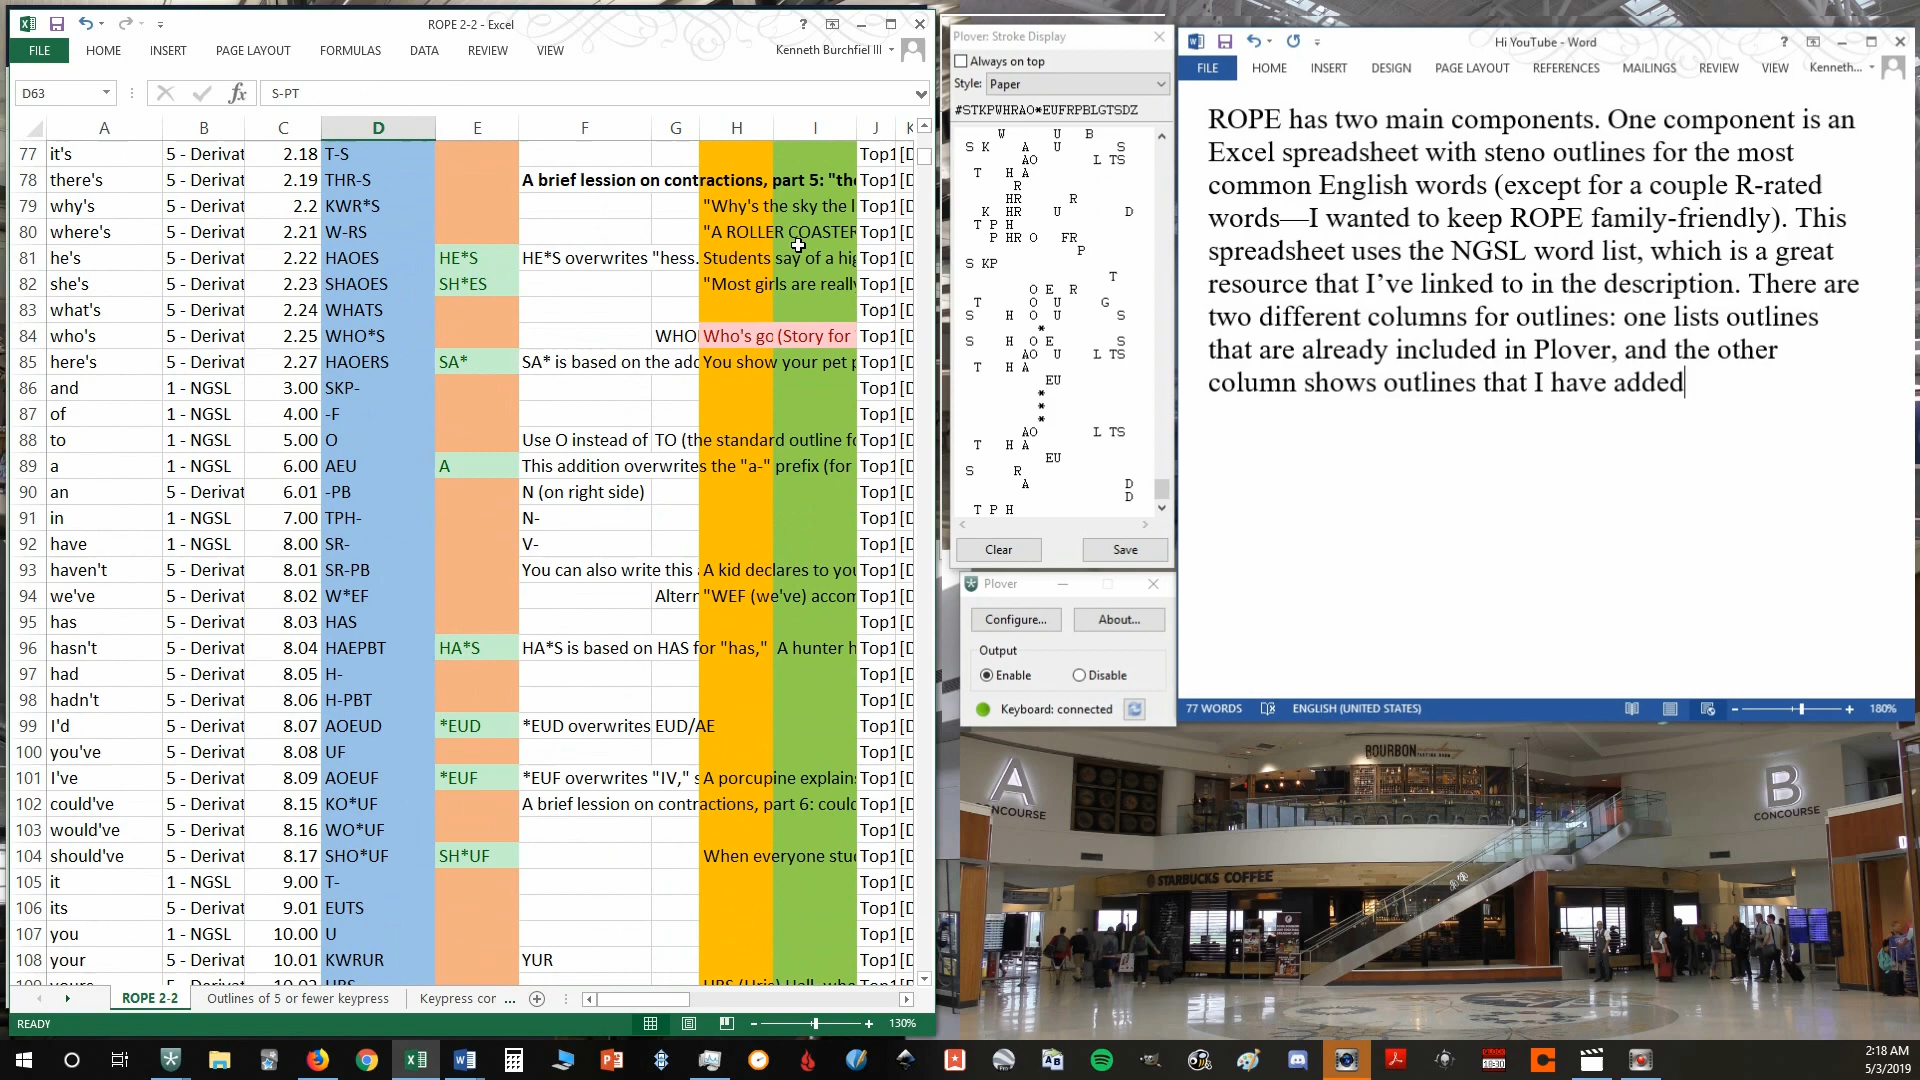 ROPE 2-2 - Excel
FILE HOME INSERT PAGE LAYOUT FORMULAS DATA REVIEW VIEW Kenneth Burchfiel III
D63 fx S-PT
A B C D E F G H I J K
77 it's 5 - Derivat 2.18 T-S Top1 [D
78 there's 5 - Derivat 2.19 THR-S A brief lession on contractions, part 5: "the Top1 [D
79 why's 5 - Derivat 2.2 KWR*S "Why's the sky the l Top1 [D
80 where's 5 - Derivat 2.21 W-RS "A ROLLER COASTER Top1 [D
81 he's 5 - Derivat 2.22 HAOES HE*S HE*S overwrites "hess. Students say of a hig Top1 [D
82 she's 5 - Derivat 2.23 SHAOES SH*ES "Most girls are really Top1 [D
83 what's 5 - Derivat 2.24 WHATS Top1 [D
84 who's 5 - Derivat 2.25 WHO*S WHO Who's go (Story for Top1 [D
85 here's 5 - Derivat 2.27 HAOERS SA* SA* is based on the add You show your pet p Top1 [D
86 and 1 - NGSL 3.00 SKP- Top1 [D
87 of 1 - NGSL 4.00 -F Top1 [D
88 to 1 - NGSL 5.00 O Use O instead of TO (the standard outline fo Top1 [D
89 a 1 - NGSL 6.00 AEU A This addition overwrites the "a-" prefix (for Top1 [D
90 an 5 - Derivat 6.01 -PB N (on right side) Top1 [D
91 in 1 - NGSL 7.00 TPH- N- Top1 [D
92 have 1 - NGSL 8.00 SR- V- Top1 [D
93 haven't 5 - Derivat 8.01 SR-PB You can also write this a A kid declares to you Top1 [D
94 we've 5 - Derivat 8.02 W*EF Altern "WEF (we've) accom Top1 [D
95 has 5 - Derivat 8.03 HAS Top1 [D
96 hasn't 5 - Derivat 8.04 HAEPBT HA*S HA*S is based on HAS for "has," A hunter h Top1 [D
97 had 5 - Derivat 8.05 H- Top1 [D
98 hadn't 5 - Derivat 8.06 H-PBT Top1 [D
99 I'd 5 - Derivat 8.07 AOEUD *EUD *EUD overwrites EUD/AE Top1 [D
100 you've 5 - Derivat 8.08 UF Top1 [D
101 I've 5 - Derivat 8.09 AOEUF *EUF *EUF overwrites "IV," s A porcupine explain Top1 [D
102 could've 5 - Derivat 8.15 KO*UF A brief lession on contractions, part 6: could Top1 [D
103 would've 5 - Derivat 8.16 WO*UF Top1 [D
104 should've 5 - Derivat 8.17 SHO*UF SH*UF When everyone stud Top1 [D
105 it 1 - NGSL 9.00 T- Top1 [D
106 its 5 - Derivat 9.01 EUTS Top1 [D
107 you 1 - NGSL 10.00 U Top1 [D
108 your 5 - Derivat 10.01 KWRUR YUR Top1 [D
ROPE 2-2 Outlines of 5 or fewer keypress Keypress cor ...
READY 130%
Plover: Stroke Display
Always on top
Style: Paper
#STKPWHRAO*EUFRPBLGTSDZ
W U B
S K A U S
AO L TS
T H A
R
HR R
K HR U D
T P H
P HR O FR
P
S KP
T
O E R
T H O U G
S H O U S
*
S H O E S
AO U L TS
T H A
EU
*
*
*
AO L TS
T H A
EU
S R
A D
D
T P H
Clear Save
Plover
Configure... About...
Output
Enable Disable
Keyboard: connected
Hi YouTube - Word
FILE HOME INSERT DESIGN PAGE LAYOUT REFERENCES MAILINGS REVIEW VIEW Kenneth...
ROPE has two main components. One component is an
Excel spreadsheet with steno outlines for the most
common English words (except for a couple R-rated
words—I wanted to keep ROPE family-friendly). This
spreadsheet uses the NGSL word list, which is a great
resource that I've linked to in the description. There are
two different columns for outlines: one lists outlines
that are already included in Plover, and the other
column shows outlines that I have added
77 WORDS ENGLISH (UNITED STATES) 180%
BOURBON
A
CONCOURSE
B
CONCOURSE
STARBUCKS COFFEE
2:18 AM
5/3/2019